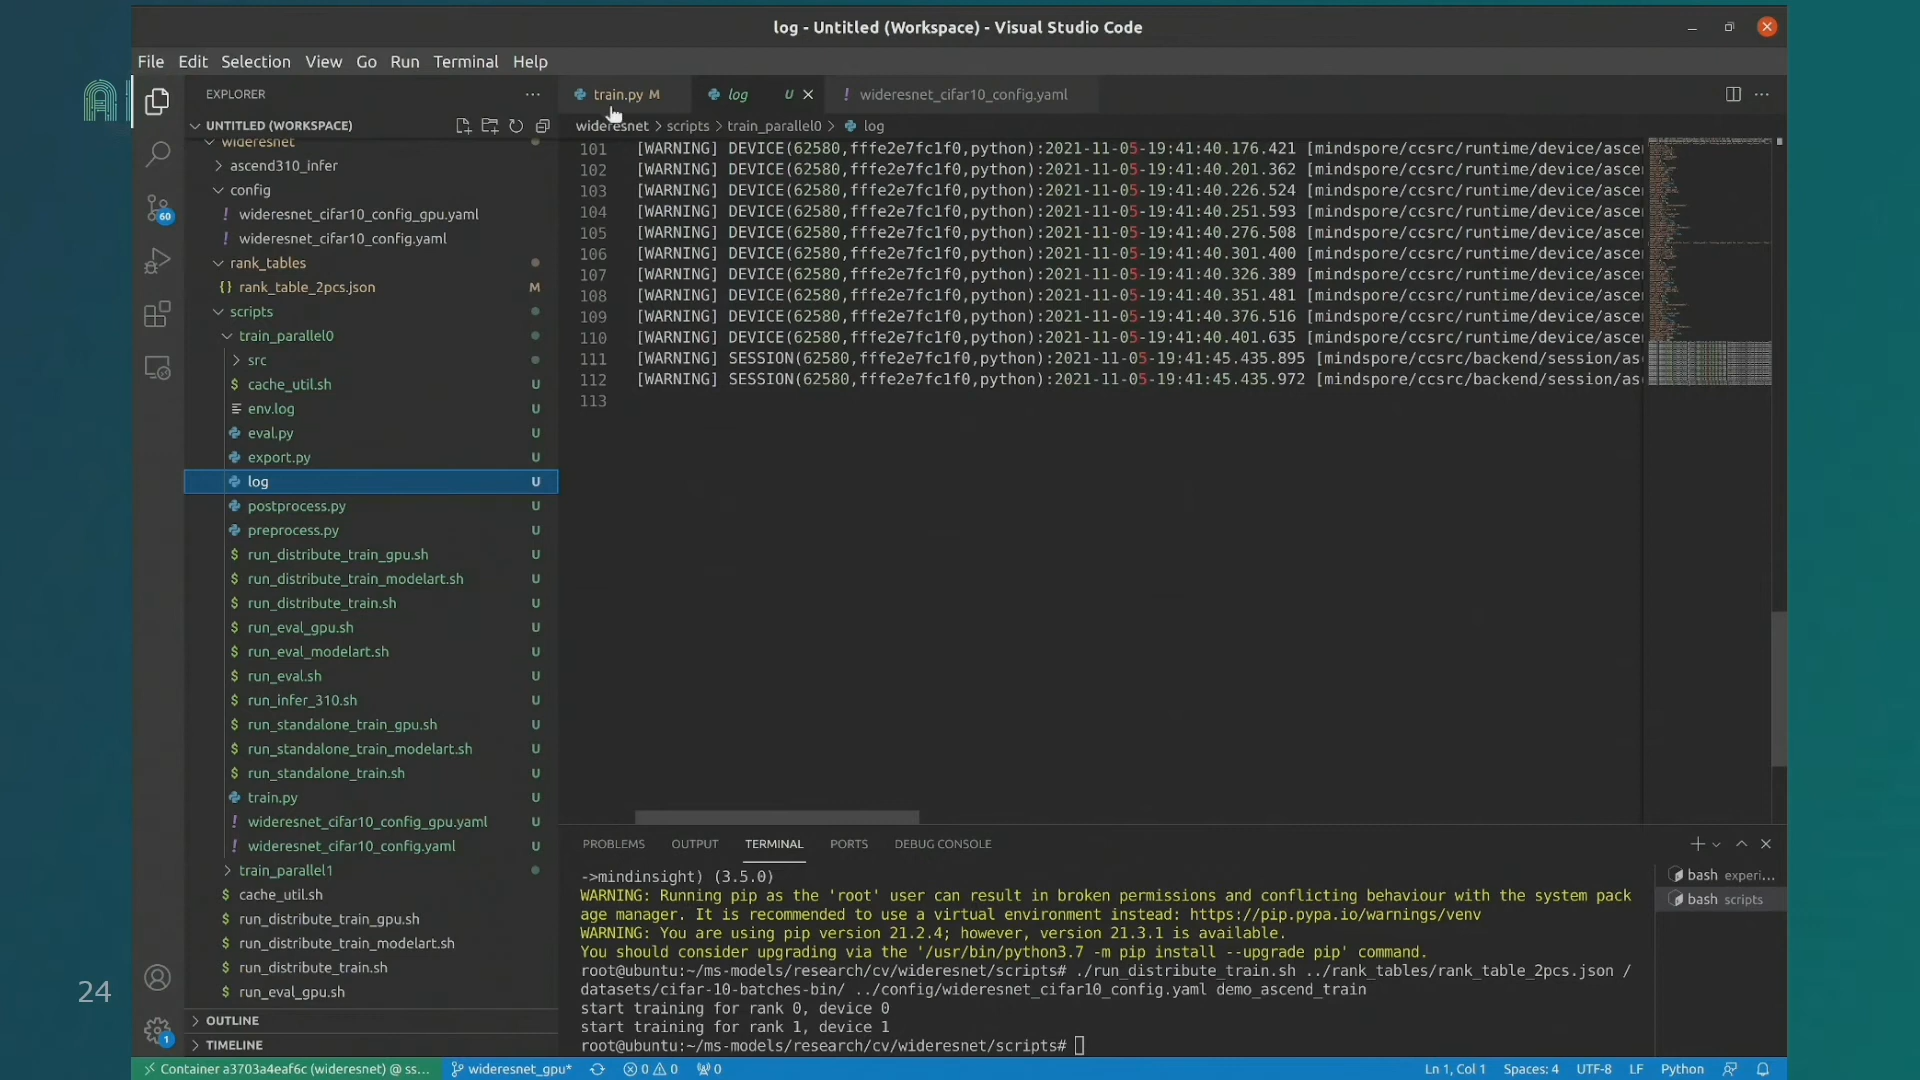 log - Untitled (Workspace) - Visual Studio Code
File Edit Selection View Go Run Terminal Help
AI
EXPLORER
UNTITLED (WORKSPACE)
wideresnet
ascend310_infer
config
wideresnet_cifar10_config_gpu.yaml
wideresnet_cifar10_config.yaml
rank_tables
rank_table_2pcs.json M
scripts
train_parallel0
src
cache_util.sh U
env.log U
eval.py U
export.py U
log U
postprocess.py U
preprocess.py U
run_distribute_train_gpu.sh U
run_distribute_train_modelart.sh U
run_distribute_train.sh U
run_eval_gpu.sh U
run_eval_modelart.sh U
run_eval.sh U
run_infer_310.sh U
run_standalone_train_gpu.sh U
run_standalone_train_modelart.sh U
run_standalone_train.sh U
train.py U
wideresnet_cifar10_config_gpu.yaml U
wideresnet_cifar10_config.yaml U
train_parallel1
cache_util.sh
run_distribute_train_gpu.sh
run_distribute_train_modelart.sh
run_distribute_train.sh
run_eval_gpu.sh
OUTLINE
TIMELINE
60
1
24
train.py M log U wideresnet_cifar10_config.yaml
wideresnet > scripts > train_parallel0 > log
101 [WARNING] DEVICE(62580,fffe2e7fc1f0,python):2021-11-05-19:41:40.176.421 [mindspore/ccsrc/runtime/device/asce
102 [WARNING] DEVICE(62580,fffe2e7fc1f0,python):2021-11-05-19:41:40.201.362 [mindspore/ccsrc/runtime/device/asce
103 [WARNING] DEVICE(62580,fffe2e7fc1f0,python):2021-11-05-19:41:40.226.524 [mindspore/ccsrc/runtime/device/asce
104 [WARNING] DEVICE(62580,fffe2e7fc1f0,python):2021-11-05-19:41:40.251.593 [mindspore/ccsrc/runtime/device/asce
105 [WARNING] DEVICE(62580,fffe2e7fc1f0,python):2021-11-05-19:41:40.276.508 [mindspore/ccsrc/runtime/device/asce
106 [WARNING] DEVICE(62580,fffe2e7fc1f0,python):2021-11-05-19:41:40.301.400 [mindspore/ccsrc/runtime/device/asce
107 [WARNING] DEVICE(62580,fffe2e7fc1f0,python):2021-11-05-19:41:40.326.389 [mindspore/ccsrc/runtime/device/asce
108 [WARNING] DEVICE(62580,fffe2e7fc1f0,python):2021-11-05-19:41:40.351.481 [mindspore/ccsrc/runtime/device/asce
109 [WARNING] DEVICE(62580,fffe2e7fc1f0,python):2021-11-05-19:41:40.376.516 [mindspore/ccsrc/runtime/device/asce
110 [WARNING] DEVICE(62580,fffe2e7fc1f0,python):2021-11-05-19:41:40.401.635 [mindspore/ccsrc/runtime/device/asce
111 [WARNING] SESSION(62580,fffe2e7fc1f0,python):2021-11-05-19:41:45.435.895 [mindspore/ccsrc/backend/session/as
112 [WARNING] SESSION(62580,fffe2e7fc1f0,python):2021-11-05-19:41:45.435.972 [mindspore/ccsrc/backend/session/as
113
PROBLEMS OUTPUT TERMINAL PORTS DEBUG CONSOLE
->mindinsight) (3.5.0)
WARNING: Running pip as the 'root' user can result in broken permissions and conflicting behaviour with the system pack
age manager. It is recommended to use a virtual environment instead: https://pip.pypa.io/warnings/venv
WARNING: You are using pip version 21.2.4; however, version 21.3.1 is available.
You should consider upgrading via the '/usr/bin/python3.7 -m pip install --upgrade pip' command.
root@ubuntu:~/ms-models/research/cv/wideresnet/scripts# ./run_distribute_train.sh ../rank_tables/rank_table_2pcs.json /
datasets/cifar-10-batches-bin/ ../config/wideresnet_cifar10_config.yaml demo_ascend_train
start training for rank 0, device 0
start training for rank 1, device 1
root@ubuntu:~/ms-models/research/cv/wideresnet/scripts#
bash experi...
bash scripts
Container a3703a4eaf6c (wideresnet) @ ss... wideresnet_gpu* 0 0 0 Ln 1, Col 1 Spaces: 4 UTF-8 LF Python